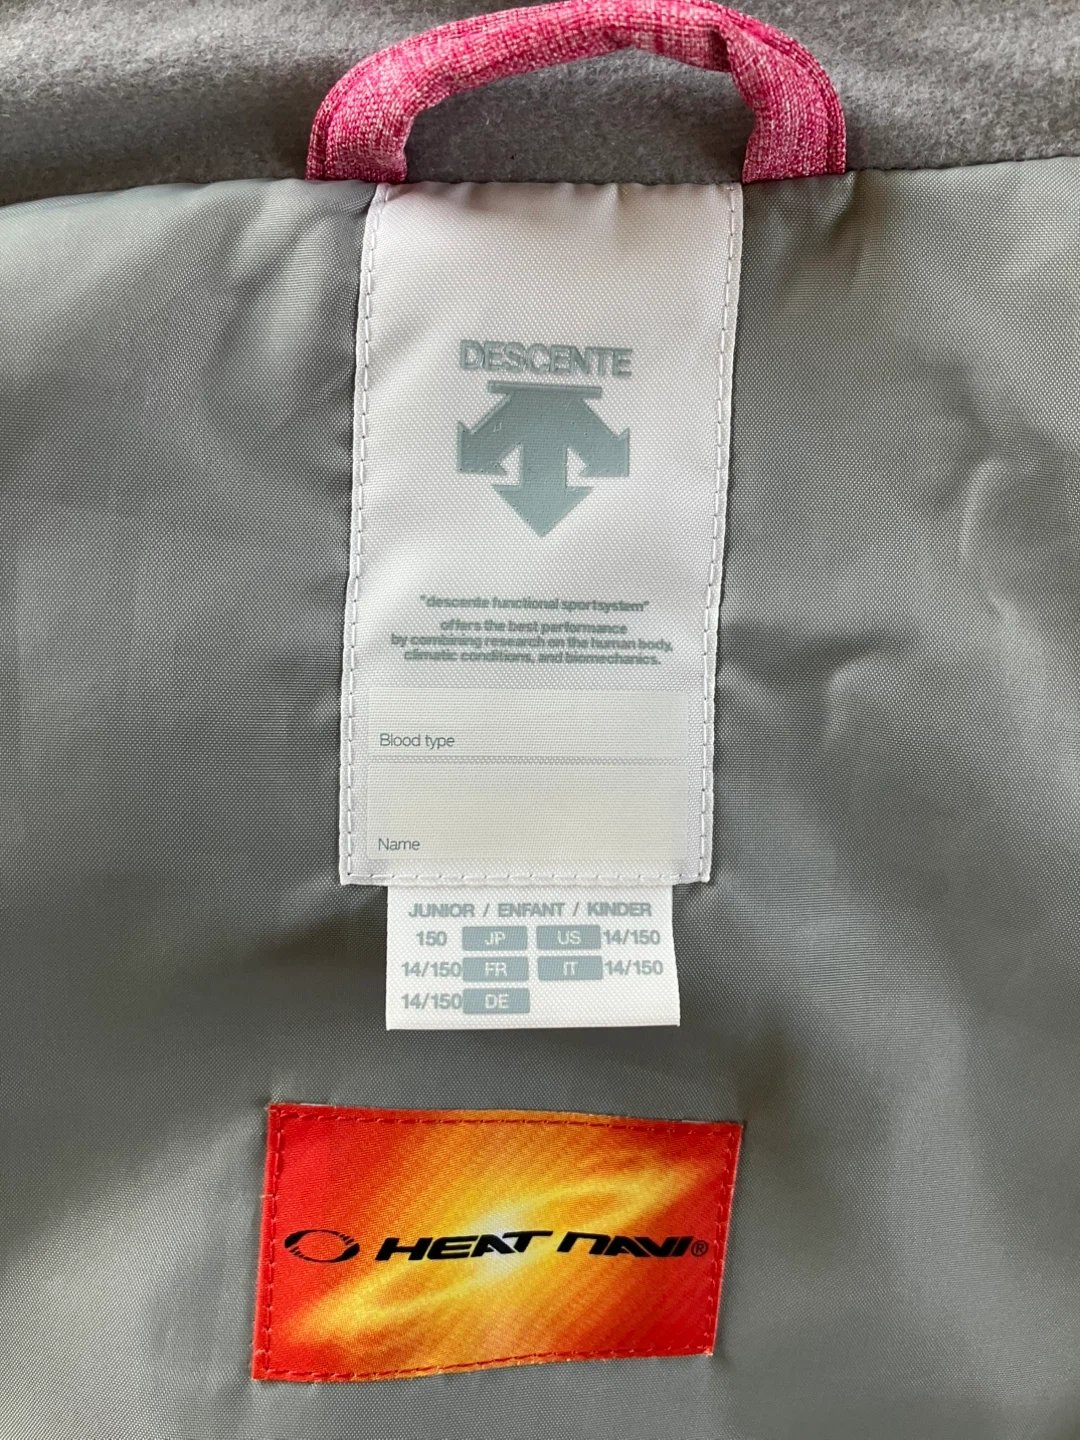 DESCENTE
"descente functional sportsystem"
offers the best performance
by combining research on the human body,
climatic conditions, and biomechanics.
Blood type
Name
JUNIOR / ENFANT / KINDER
150 JP US 14/150
14/150 FR IT 14/150
14/150 DE
HEAT NAVI®